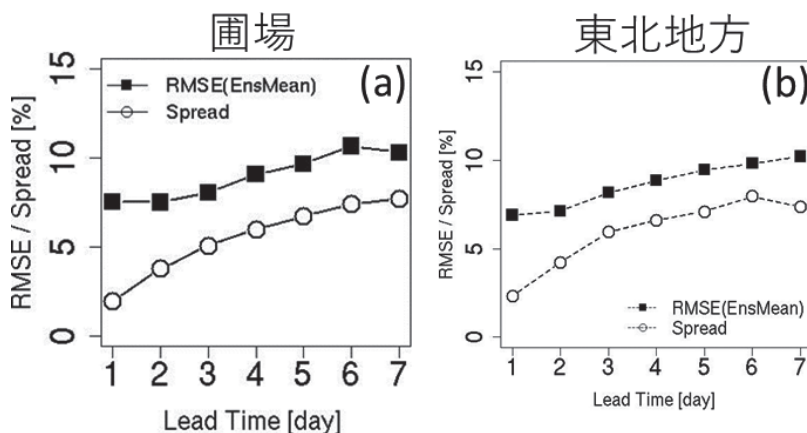 圃場
15
10
5
0
RMSE / Spread [%]
(a)
RMSE(EnsMean)
Spread
1 2 3 4 5 6 7
Lead Time [day]
東北地方
15
10
5
0
RMSE / Spread [%]
(b)
RMSE(EnsMean)
Spread
1 2 3 4 5 6 7
Lead Time [day]